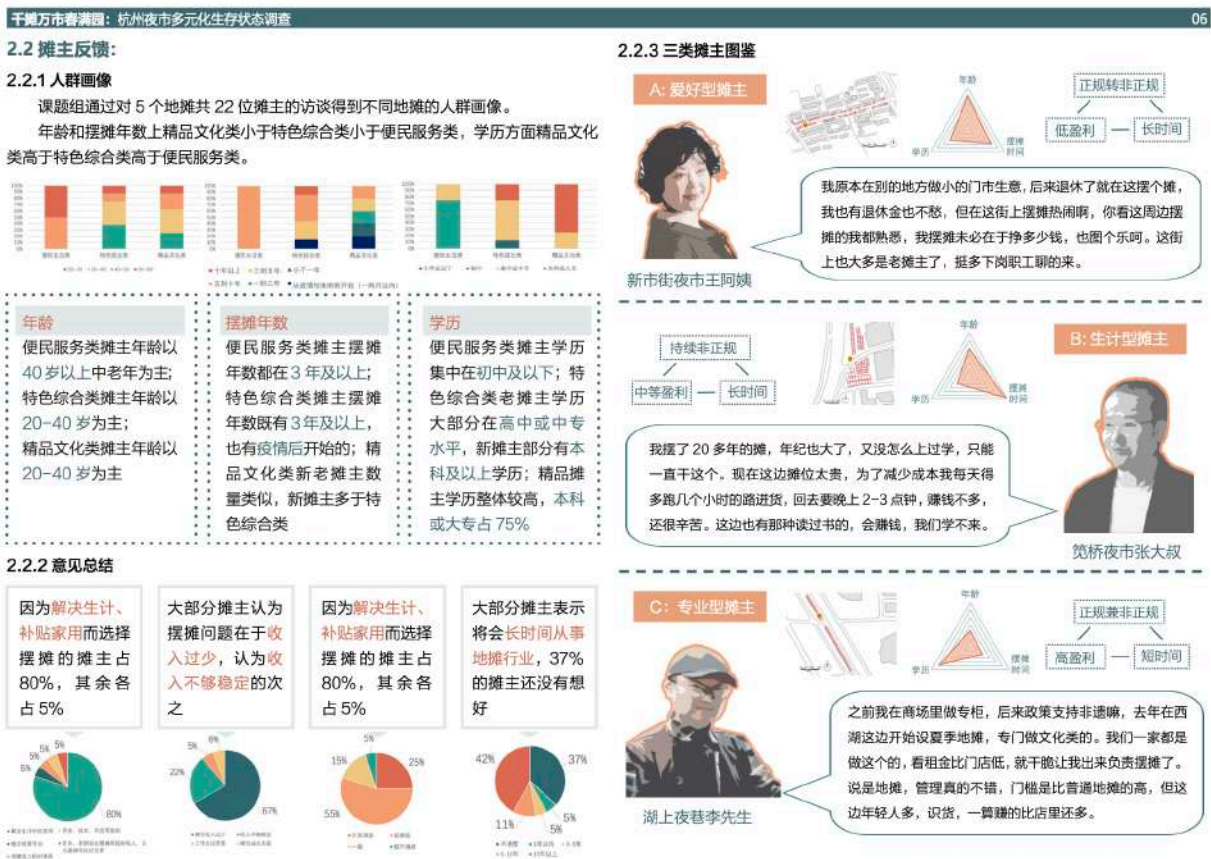 千摊万市春满园：杭州夜市多元化生存状态调查
06
2.2 摊主反馈：
2.2.1 人群画像
课题组通过对 5 个地摊共 22 位摊主的访谈得到不同地摊的人群画像。
年龄和摆摊年数上精品文化类小于特色综合类小于便民服务类，学历方面精品文化
类高于特色综合类高于便民服务类。
年龄
便民服务类摊主年龄以
40 岁以上中老年为主；
特色综合类摊主年龄以
20-40 岁为主；
精品文化类摊主年龄以
20-40 岁为主
摆摊年数
便民服务类摊主摆摊
年数都在 3 年及以上；
特色综合类摊主摆摊
年数既有 3 年及以上，
也有疫情后开始的；精
品文化类新老摊主数
量类似，新摊主多于特
色综合类
学历
便民服务类摊主学历
集中在初中及以下；特
色综合类老摊主学历
大部分在高中或中专
水平，新摊主部分有本
科及以上学历；精品摊
主学历整体较高，本科
或大专占 75%
2.2.2 意见总结
因为解决生计、
补贴家用而选择
摆摊的摊主占
80%，其余各
占 5%
大部分摊主认为
摆摊问题在于收
入过少，认为收
入不够稳定的次
之
因为解决生计、
补贴家用而选择
摆摊的摊主占
80%，其余各
占 5%
大部分摊主表示
将会长时间从事
地摊行业，37%
的摊主还没有想
好
5% 5% 5%
80%
5% 6%
22%
67%
5%
15%
25%
55%
42%
37%
11%
5%
5%
2.2.3 三类摊主图鉴
A: 爱好型摊主
年龄
学历
摆摊
时间
正规转非正规
低盈利
长时间
我原本在别的地方做小的门市生意，后来退休了就在这摆个摊，
我也有退休金也不愁，但在这街上摆摊热闹啊，你看这周边摆
摊的我都熟悉，我摆摊未必在于挣多少钱，也图个乐呵。这街
上也大多是老摊主了，挺多下岗职工聊的来。
新市街夜市王阿姨
持续非正规
中等盈利
长时间
年龄
学历
摆摊
时间
B: 生计型摊主
我摆了 20 多年的摊，年纪也大了，又没怎么上过学，只能
一直干这个。现在这边摊位太贵，为了减少成本我每天得
多跑几个小时的路进货，回去要晚上 2-3 点钟，赚钱不多，
还很辛苦。这边也有那种读过书的，会赚钱，我们学不来。
笕桥夜市张大叔
C：专业型摊主
年龄
学历
摆摊
时间
正规兼非正规
高盈利
短时间
之前我在商场里做专柜，后来政策支持非遗嘛，去年在西
湖这边开始设夏季地摊，专门做文化类的。我们一家都是
做这个的，看租金比门店低，就干脆让我出来负责摆摊了。
说是地摊，管理真的不错，门槛是比普通地摊的高，但这
边年轻人多，识货，一算赚的比店里还多。
湖上夜巷李先生